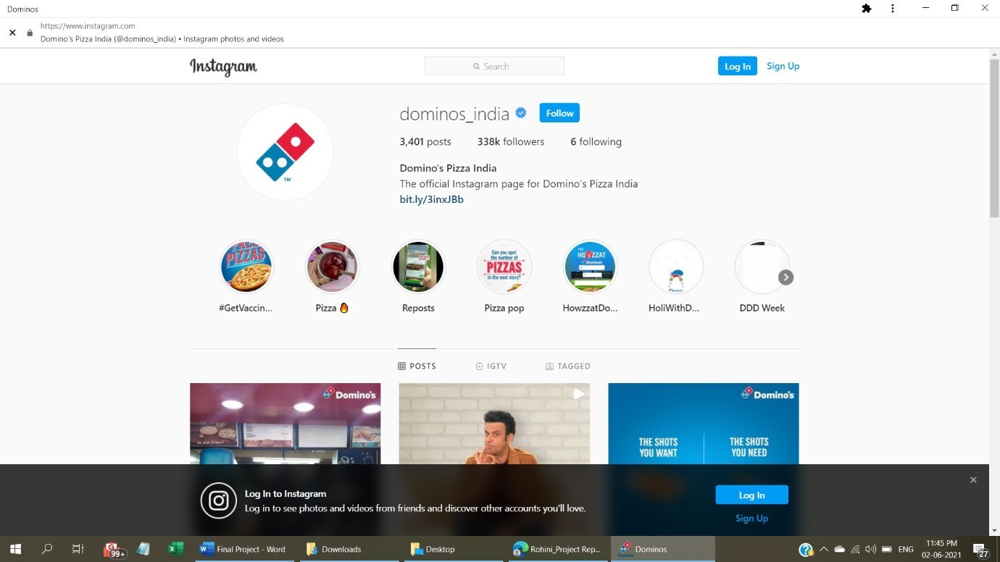 Dominos
https://www.instagram.com
Domino's Pizza India (@dominos_india) • Instagram photos and videos
Instagram
Search
Log In
Sign Up
dominos_india
Follow
3,401 posts 338k followers 6 following
Domino's Pizza India
The official Instagram page for Domino's Pizza India
bit.ly/3inxJBb
PIZZAS
Can you spot
the number of
PIZZAS
in the next story?
THE
HOWZZAT
#GetVaccin... Pizza 🔥 Reposts Pizza pop HowzzatDo... HoliWithD... DDD Week
POSTS IGTV TAGGED
Domino's
Domino's
THE SHOTS
YOU WANT
THE SHOTS
YOU NEED
Log In to Instagram
Log in to see photos and videos from friends and discover other accounts you'll love.
Log In
Sign Up
99+ Final Project - Word Downloads Desktop Rohini_Project Rep... Dominos ENG
11:45 PM
02-06-2021
27